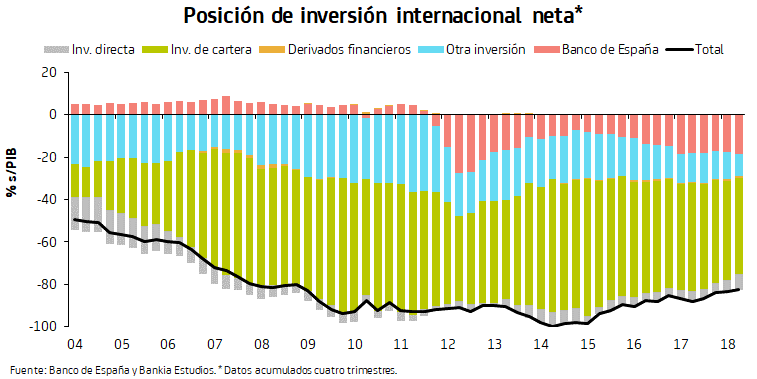 Posición de inversión internacional neta*
Inv. directa Inv. de cartera Derivados financieros Otra inversión Banco de España Total
% s/PIB
20
0
-20
-40
-60
-80
-100
04 05 06 07 08 09 10 11 12 13 14 15 16 17 18
Fuente: Banco de España y Bankia Estudios. * Datos acumulados cuatro trimestres.